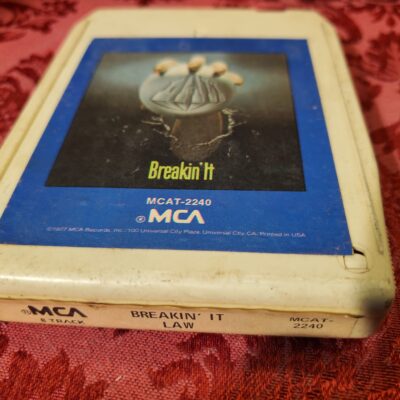 Breakin' It
MCAT-2240
®MCA
©1977 MCA Records, Inc., 100 Universal City Plaza, Universal City, CA. Printed in USA
®MCA BREAKIN' IT MCAT-
8 TRACK LAW 2240